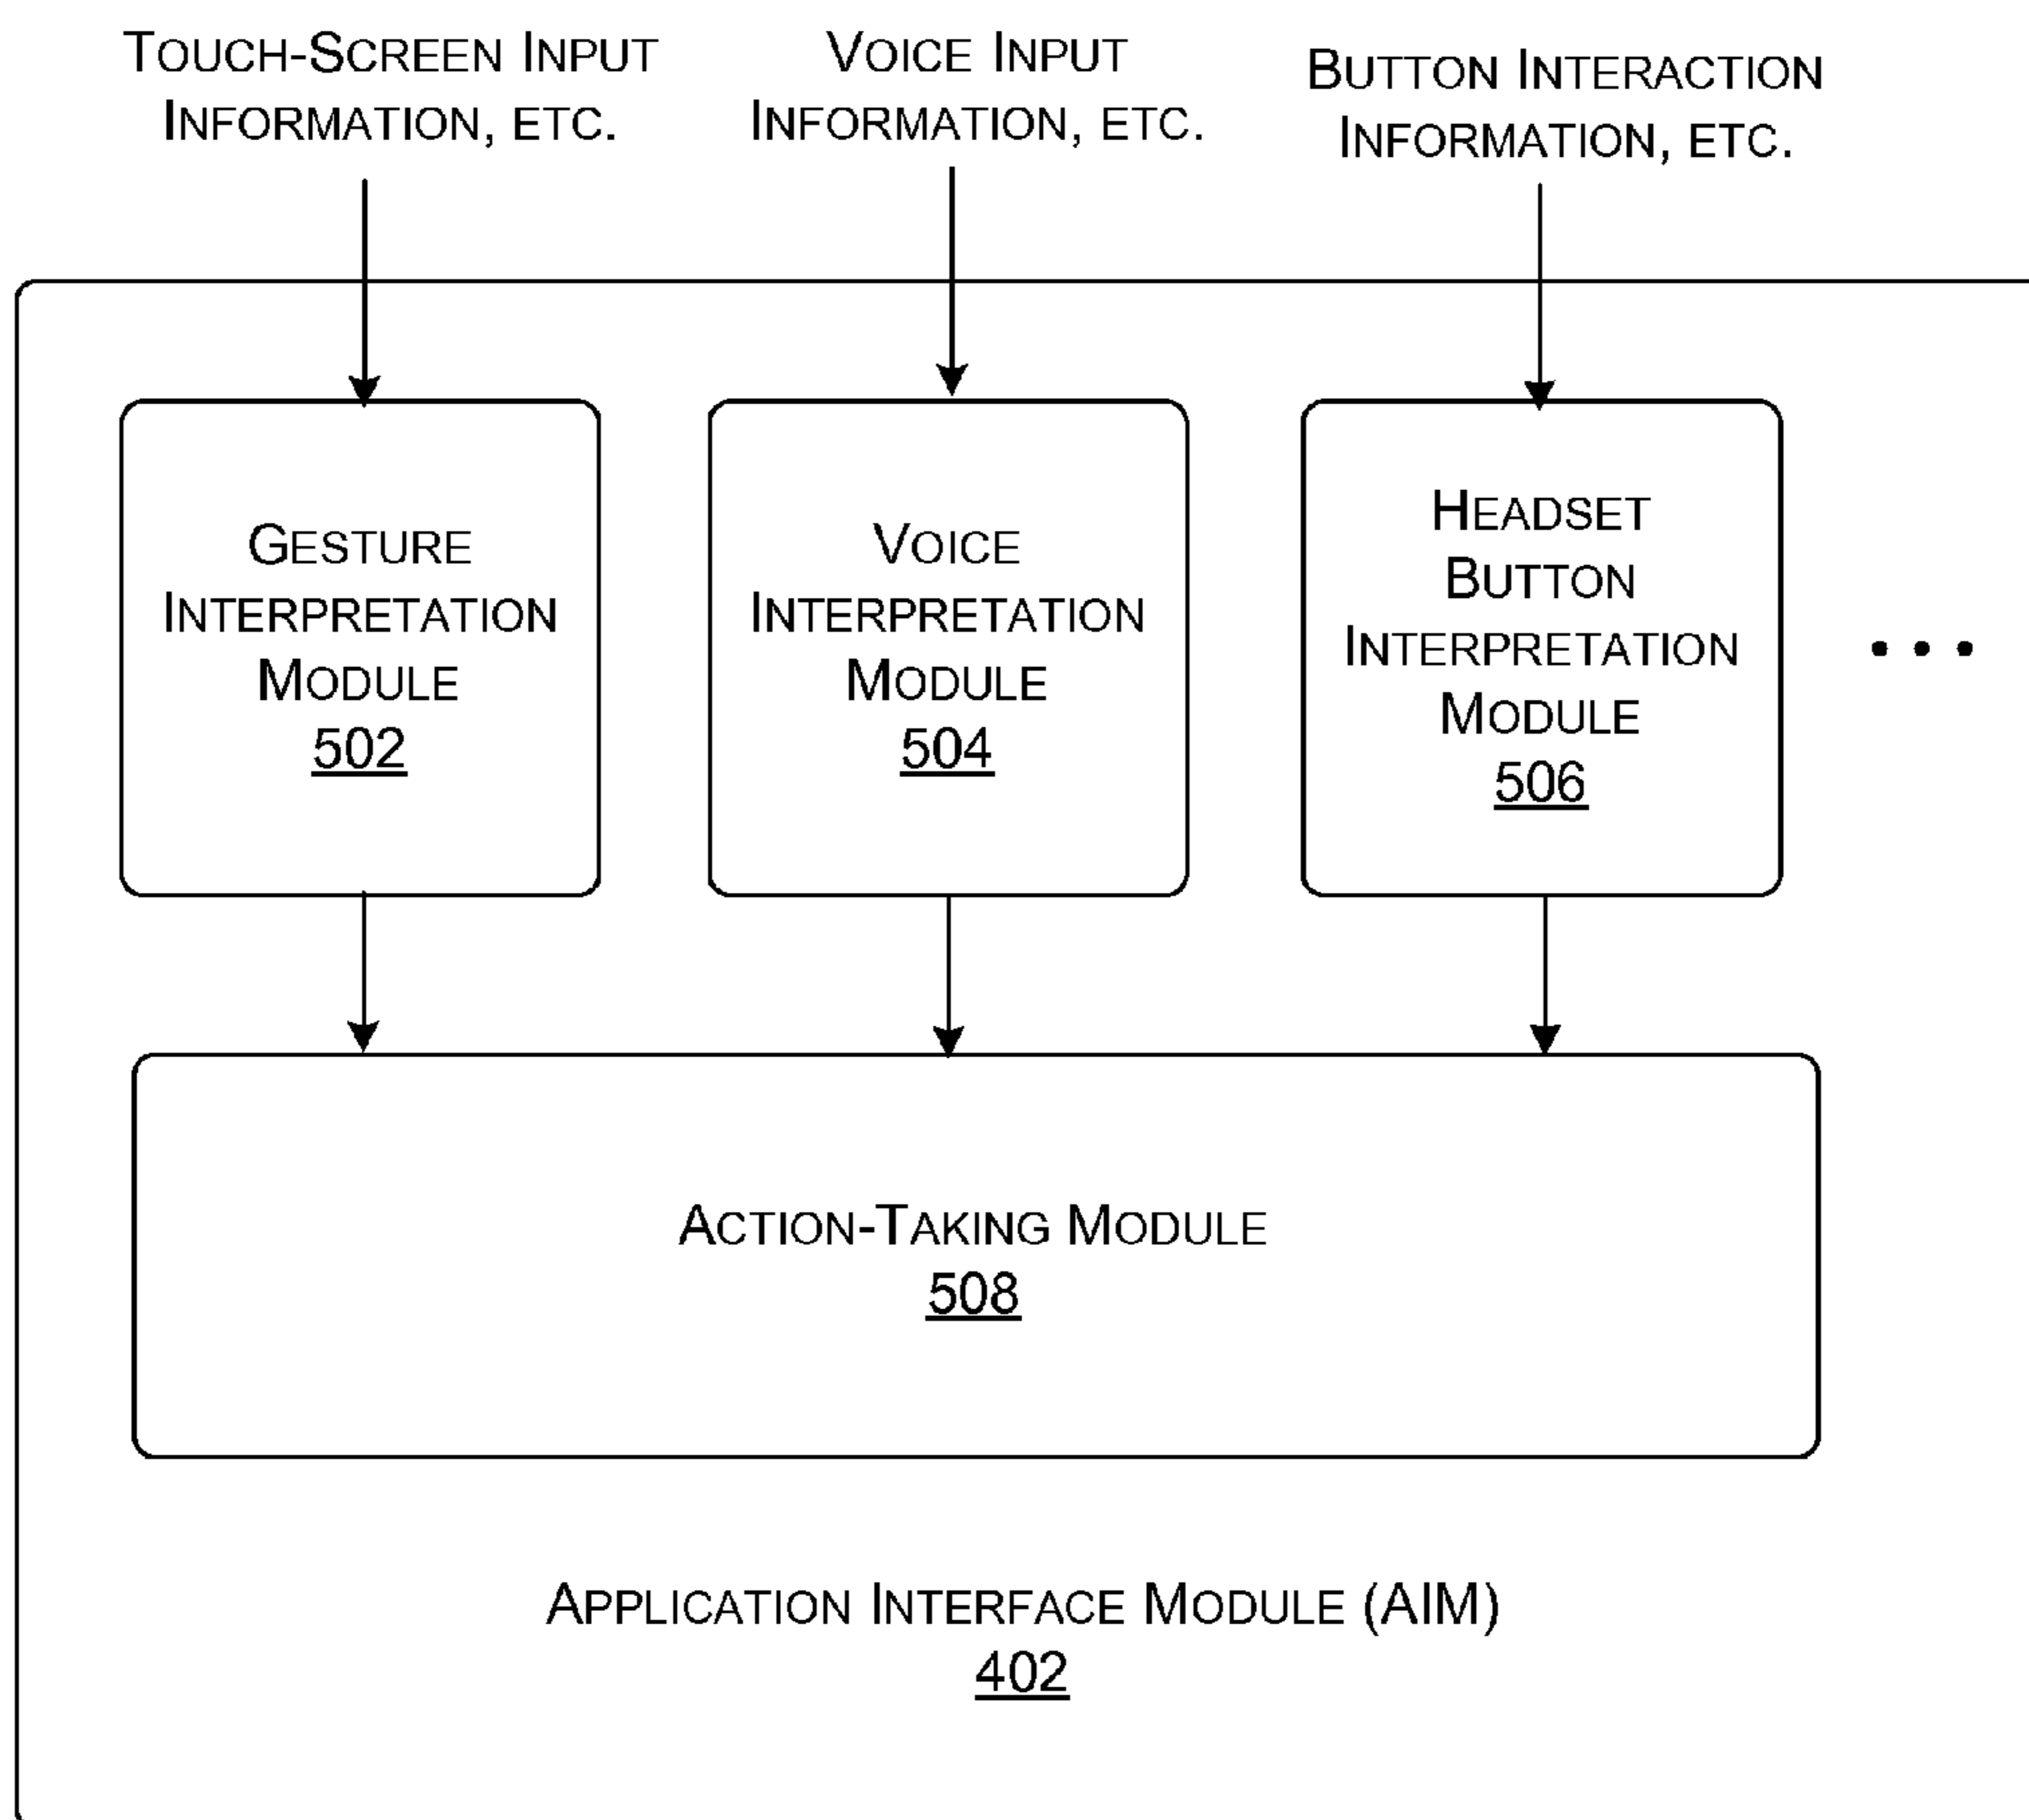 Touch-Screen Input
Information, etc.
Voice Input
Information, etc.
Button Interaction
Information, etc.
Gesture
Interpretation
Module
502
Voice
Interpretation
Module
504
Headset
Button
Interpretation
Module
506
...
Action-Taking Module
508
Application Interface Module (AIM)
402